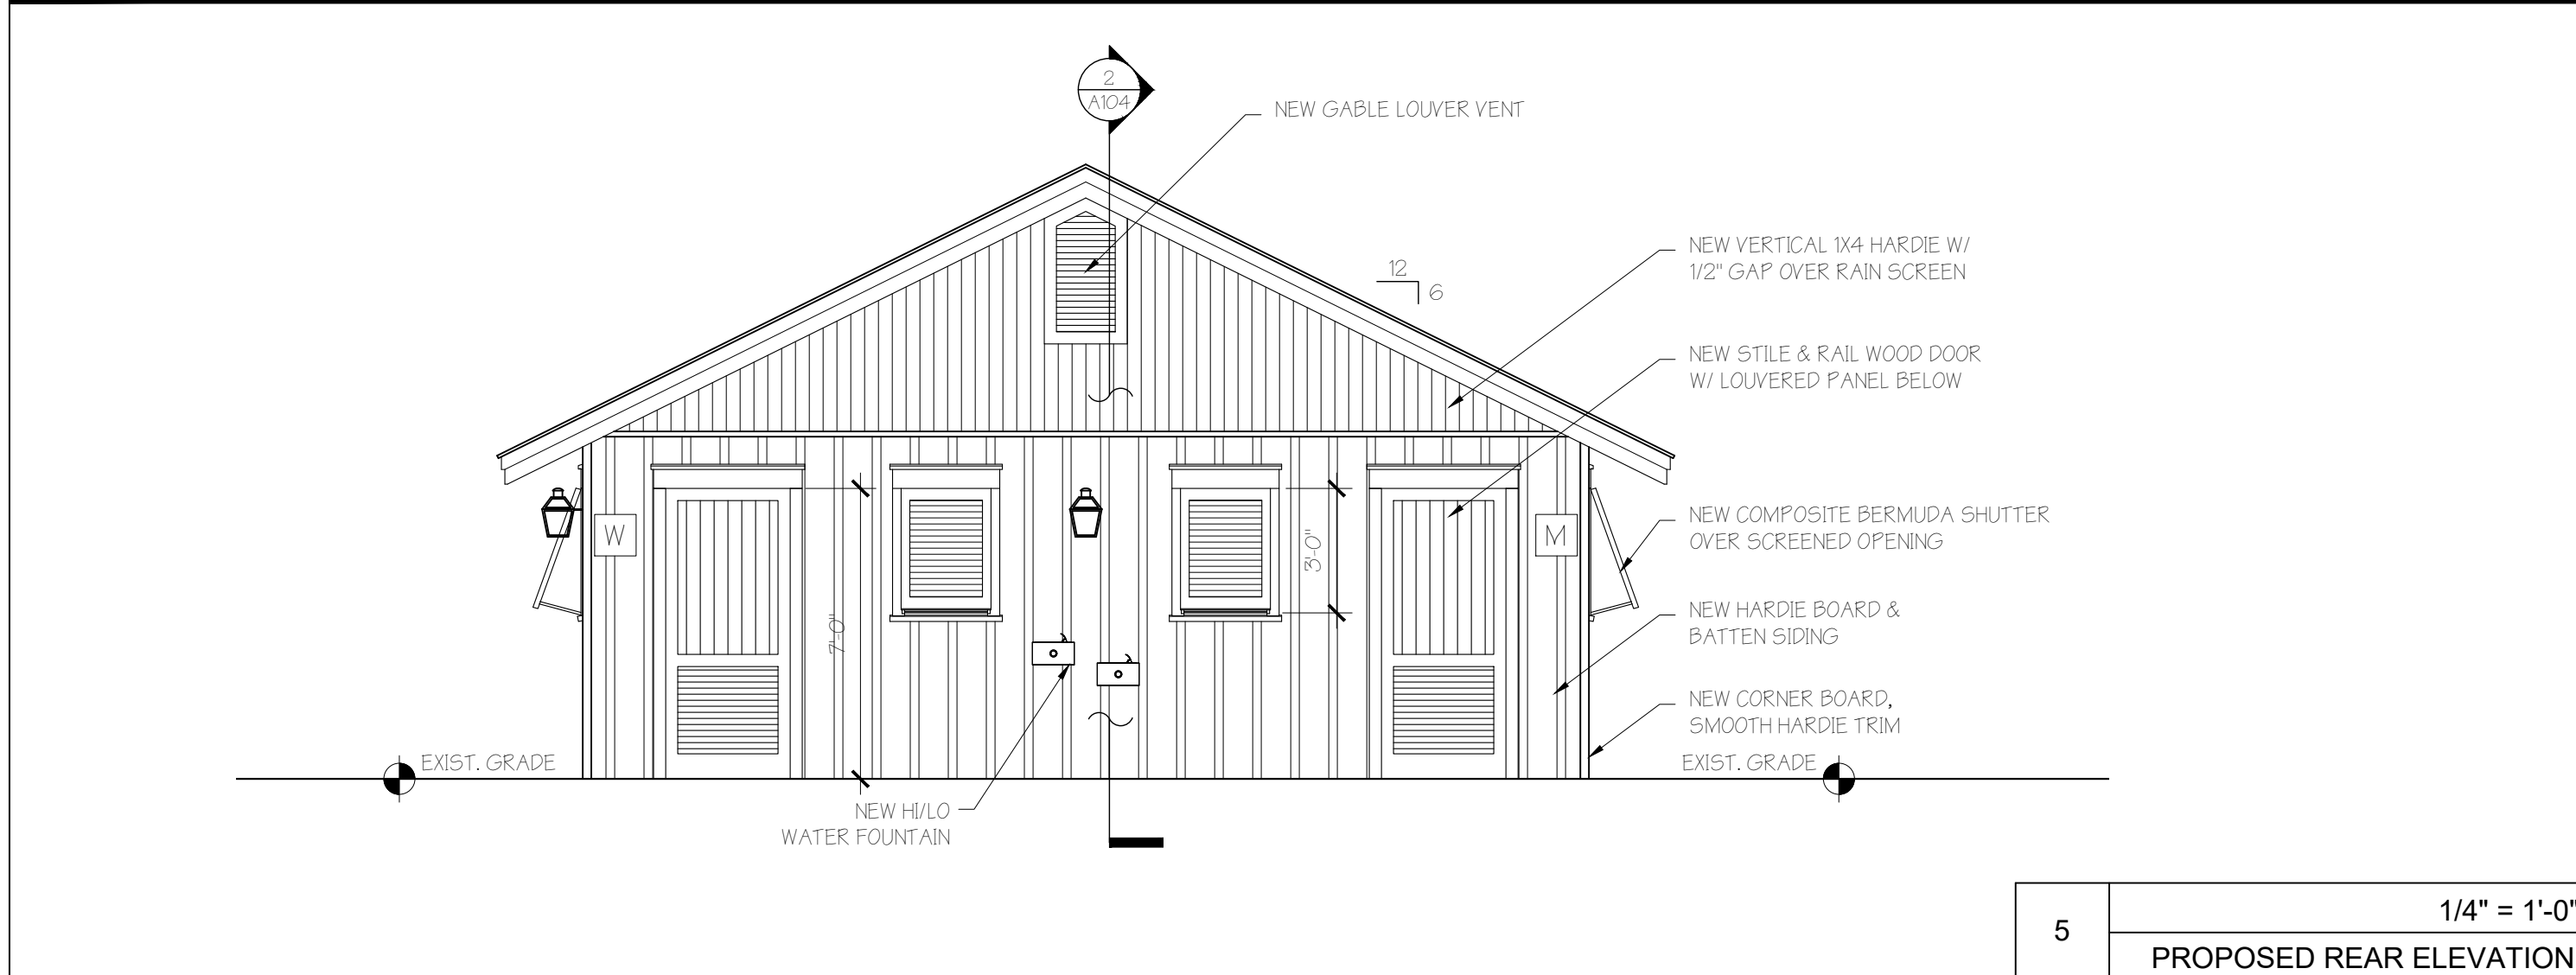 2
A104
NEW GABLE LOUVER VENT
NEW VERTICAL 1X4 HARDIE W/
1/2" GAP OVER RAIN SCREEN
12
6
NEW STILE & RAIL WOOD DOOR
W/ LOUVERED PANEL BELOW
W
M
NEW COMPOSITE BERMUDA SHUTTER
OVER SCREENED OPENING
3'-0"
7'-0"
NEW HARDIE BOARD &
BATTEN SIDING
NEW CORNER BOARD,
SMOOTH HARDIE TRIM
EXIST. GRADE
EXIST. GRADE
NEW HI/LO
WATER FOUNTAIN
5
1/4" = 1'-0"
PROPOSED REAR ELEVATION